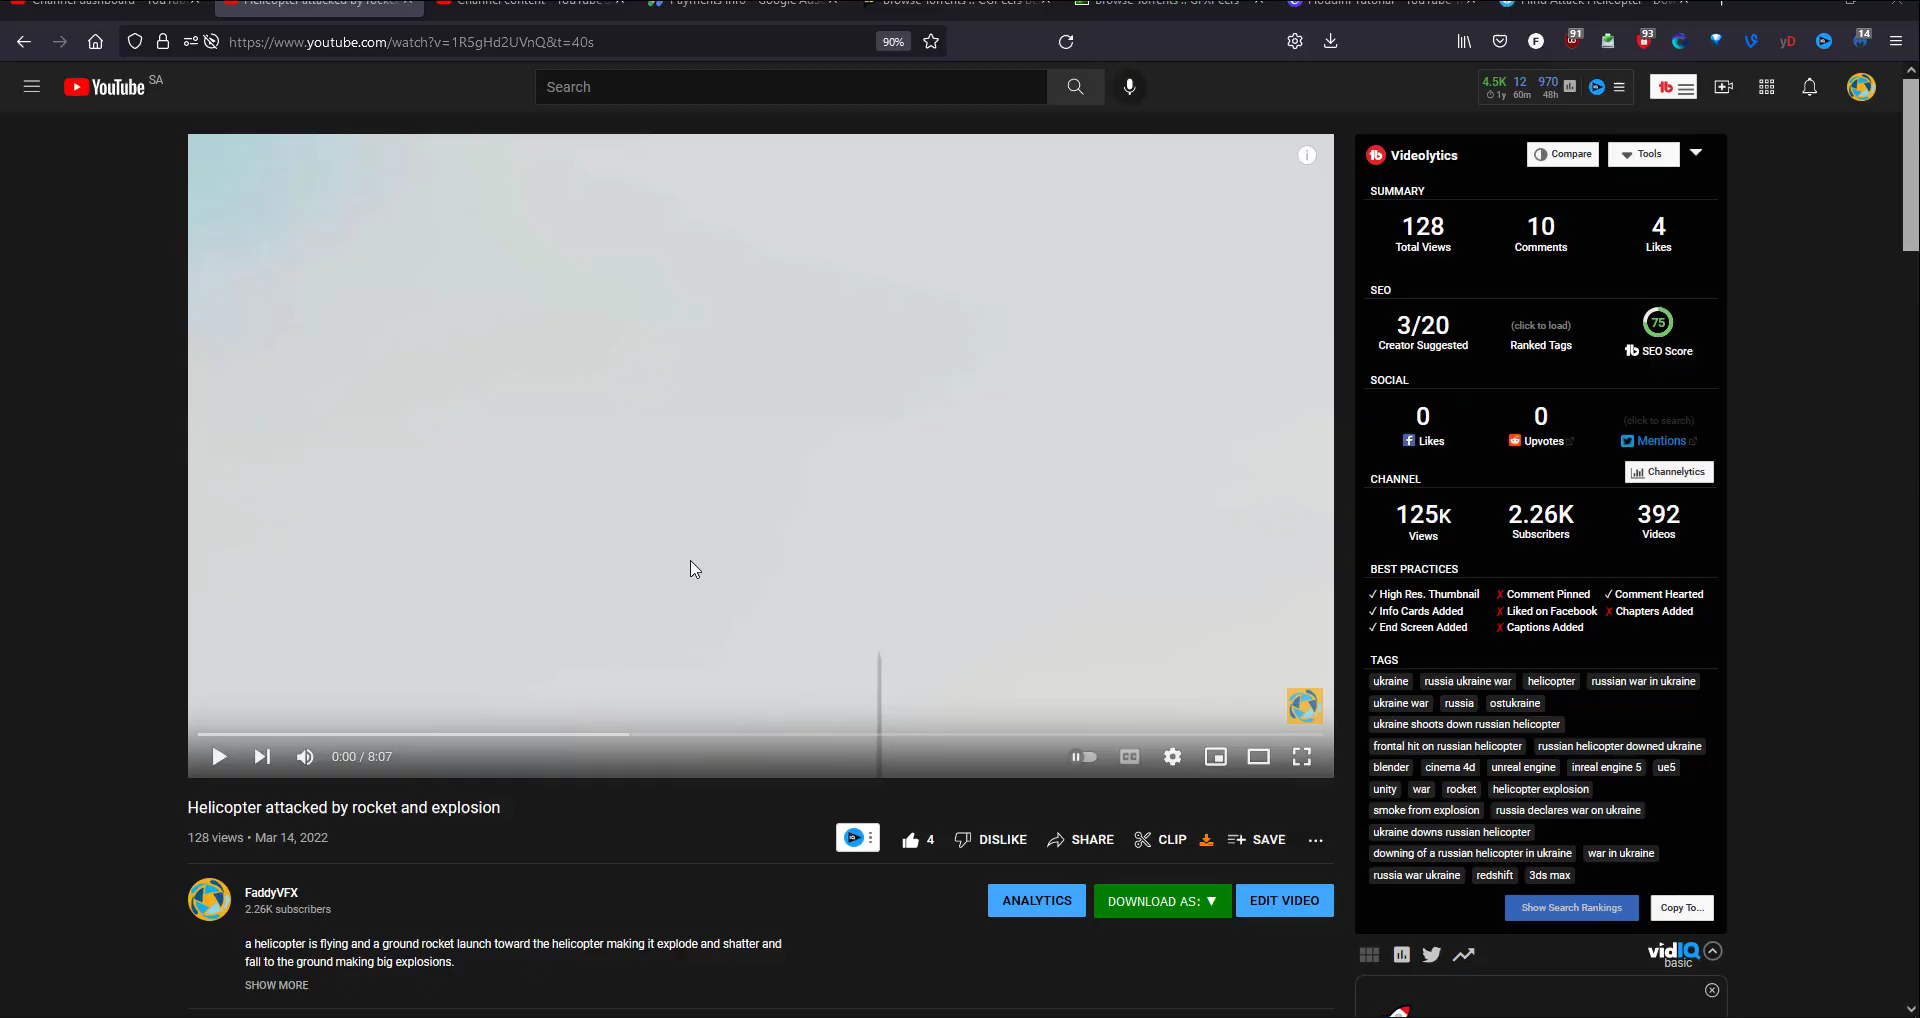 91 93 14
https://www.youtube.com/watch?v=1R5gHd2UVnQ&t=40s 90%
YouTube SA
Search
4.5K 12 970
1y 60m 48h
Videolytics Compare Tools
SUMMARY
128 10 4
Total Views Comments Likes
SEO
3/20 (click to load) 75
Creator Suggested Ranked Tags SEO Score
SOCIAL
0 0 (click to search)
Likes Upvotes Mentions
CHANNEL Channelytics
125K 2.26K 392
Views Subscribers Videos
BEST PRACTICES
✓ High Res. Thumbnail ✗ Comment Pinned ✓ Comment Hearted
✓ Info Cards Added ✗ Liked on Facebook ✗ Chapters Added
✓ End Screen Added ✗ Captions Added
TAGS
ukraine russia ukraine war helicopter russian war in ukraine
ukraine war russia ostukraine
ukraine shoots down russian helicopter
frontal hit on russian helicopter russian helicopter downed ukraine
blender cinema 4d unreal engine inreal engine 5 ue5
unity war rocket helicopter explosion
smoke from explosion russia declares war on ukraine
ukraine downs russian helicopter
downing of a russian helicopter in ukraine war in ukraine
russia war ukraine redshift 3ds max
Show Search Rankings Copy To...
vidIQ
basic
0:00 / 8:07 CC
Helicopter attacked by rocket and explosion
128 views • Mar 14, 2022
4 DISLIKE SHARE CLIP SAVE ...
FaddyVFX
2.26K subscribers
ANALYTICS DOWNLOAD AS: ▼ EDIT VIDEO
a helicopter is flying and a ground rocket launch toward the helicopter making it explode and shatter and
fall to the ground making big explosions.
SHOW MORE